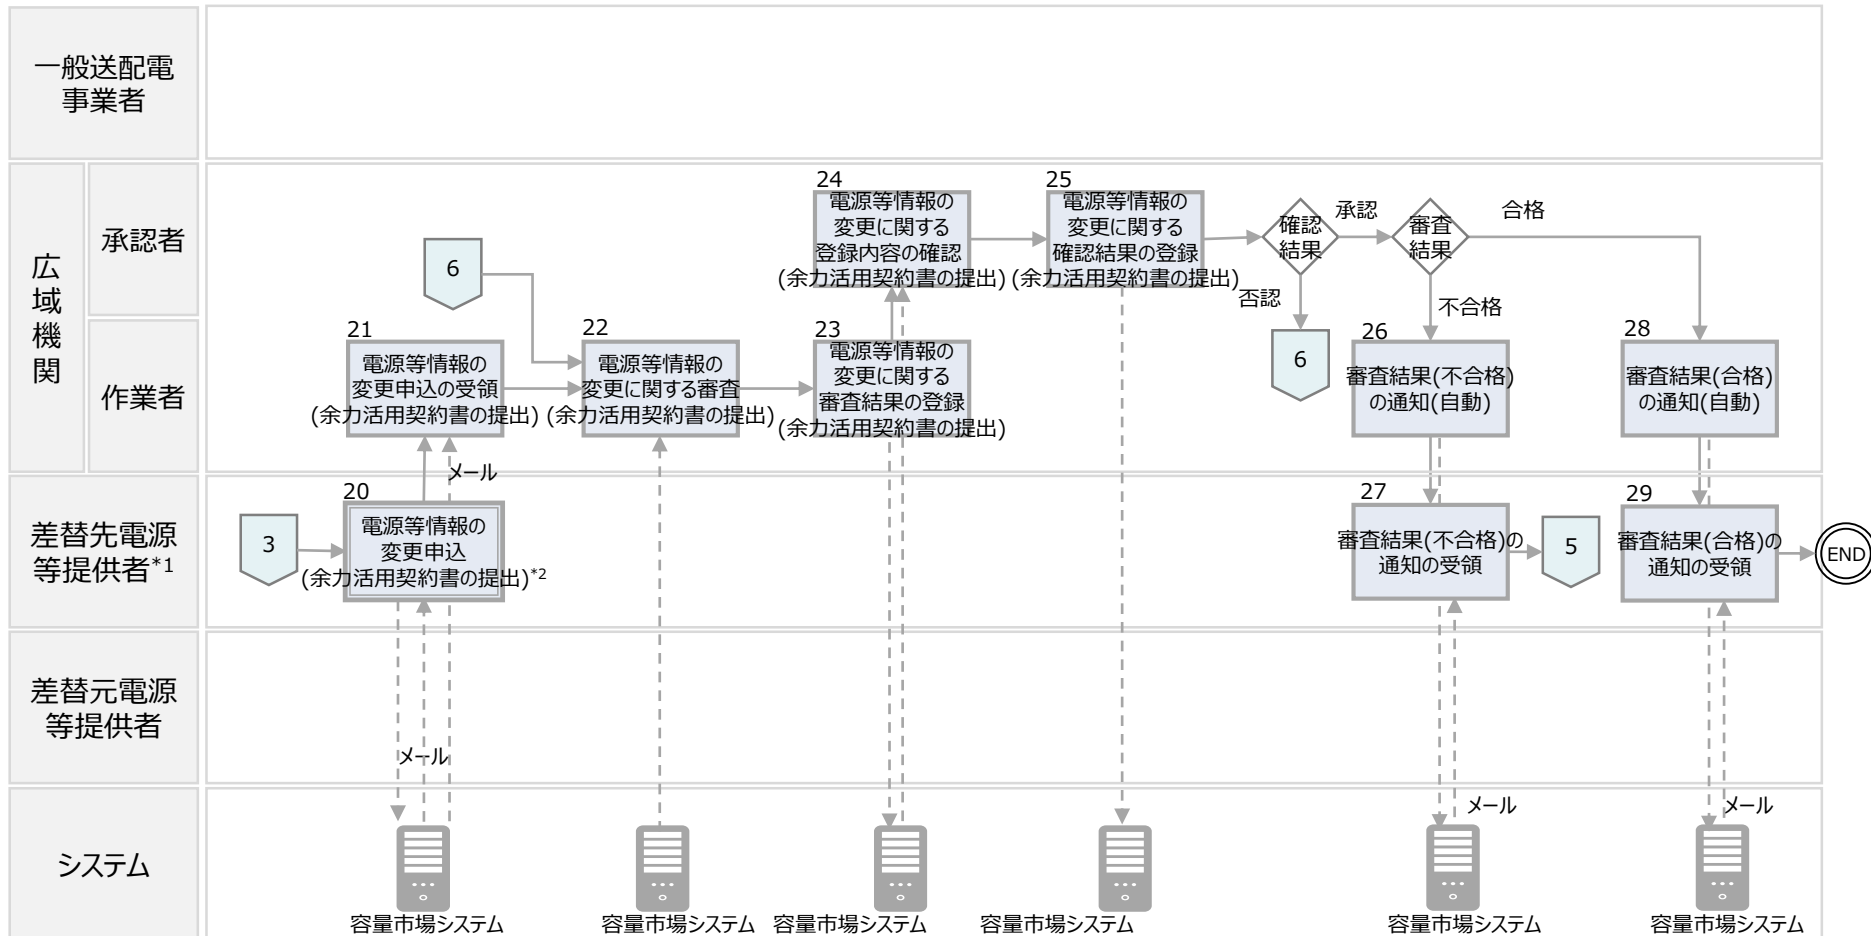 一般送配電
事業者
広
域
機
関
承認者
作業者
24
電源等情報の
変更に関する
登録内容の確認
(余力活用契約書の提出)
25
電源等情報の
変更に関する
確認結果の登録
(余力活用契約書の提出)
確認
結果
承認
審査
結果
合格
否認
6
不合格
6
21
電源等情報の
変更申込の受領
(余力活用契約書の提出)
22
電源等情報の
変更に関する審査
(余力活用契約書の提出)
23
電源等情報の
変更に関する
審査結果の登録
(余力活用契約書の提出)
26
審査結果(不合格)
の通知(自動)
28
審査結果(合格)
の通知(自動)
メール
差替先電源
等提供者*1
3
20
電源等情報の
変更申込
(余力活用契約書の提出)*2
27
審査結果(不合格)の
通知の受領
5
29
審査結果(合格)の
通知の受領
END
差替元電源
等提供者
メール
システム
メール
メール
容量市場システム
容量市場システム
容量市場システム
容量市場システム
容量市場システム
容量市場システム